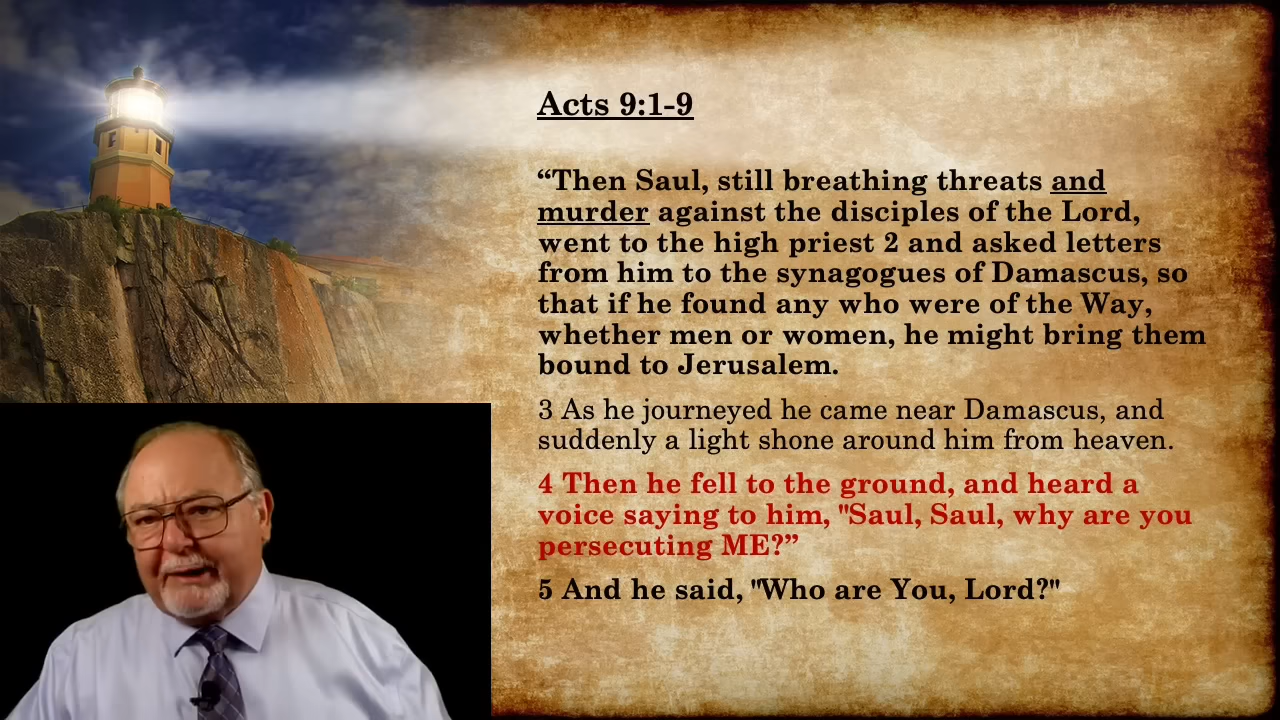 Acts 9:1-9
“Then Saul, still breathing threats and
murder against the disciples of the Lord,
went to the high priest 2 and asked letters
from him to the synagogues of Damascus, so
that if he found any who were of the Way,
whether men or women, he might bring them
bound to Jerusalem.
3 As he journeyed he came near Damascus, and
suddenly a light shone around him from heaven.
4 Then he fell to the ground, and heard a
voice saying to him, "Saul, Saul, why are you
persecuting ME?”
5 And he said, "Who are You, Lord?"